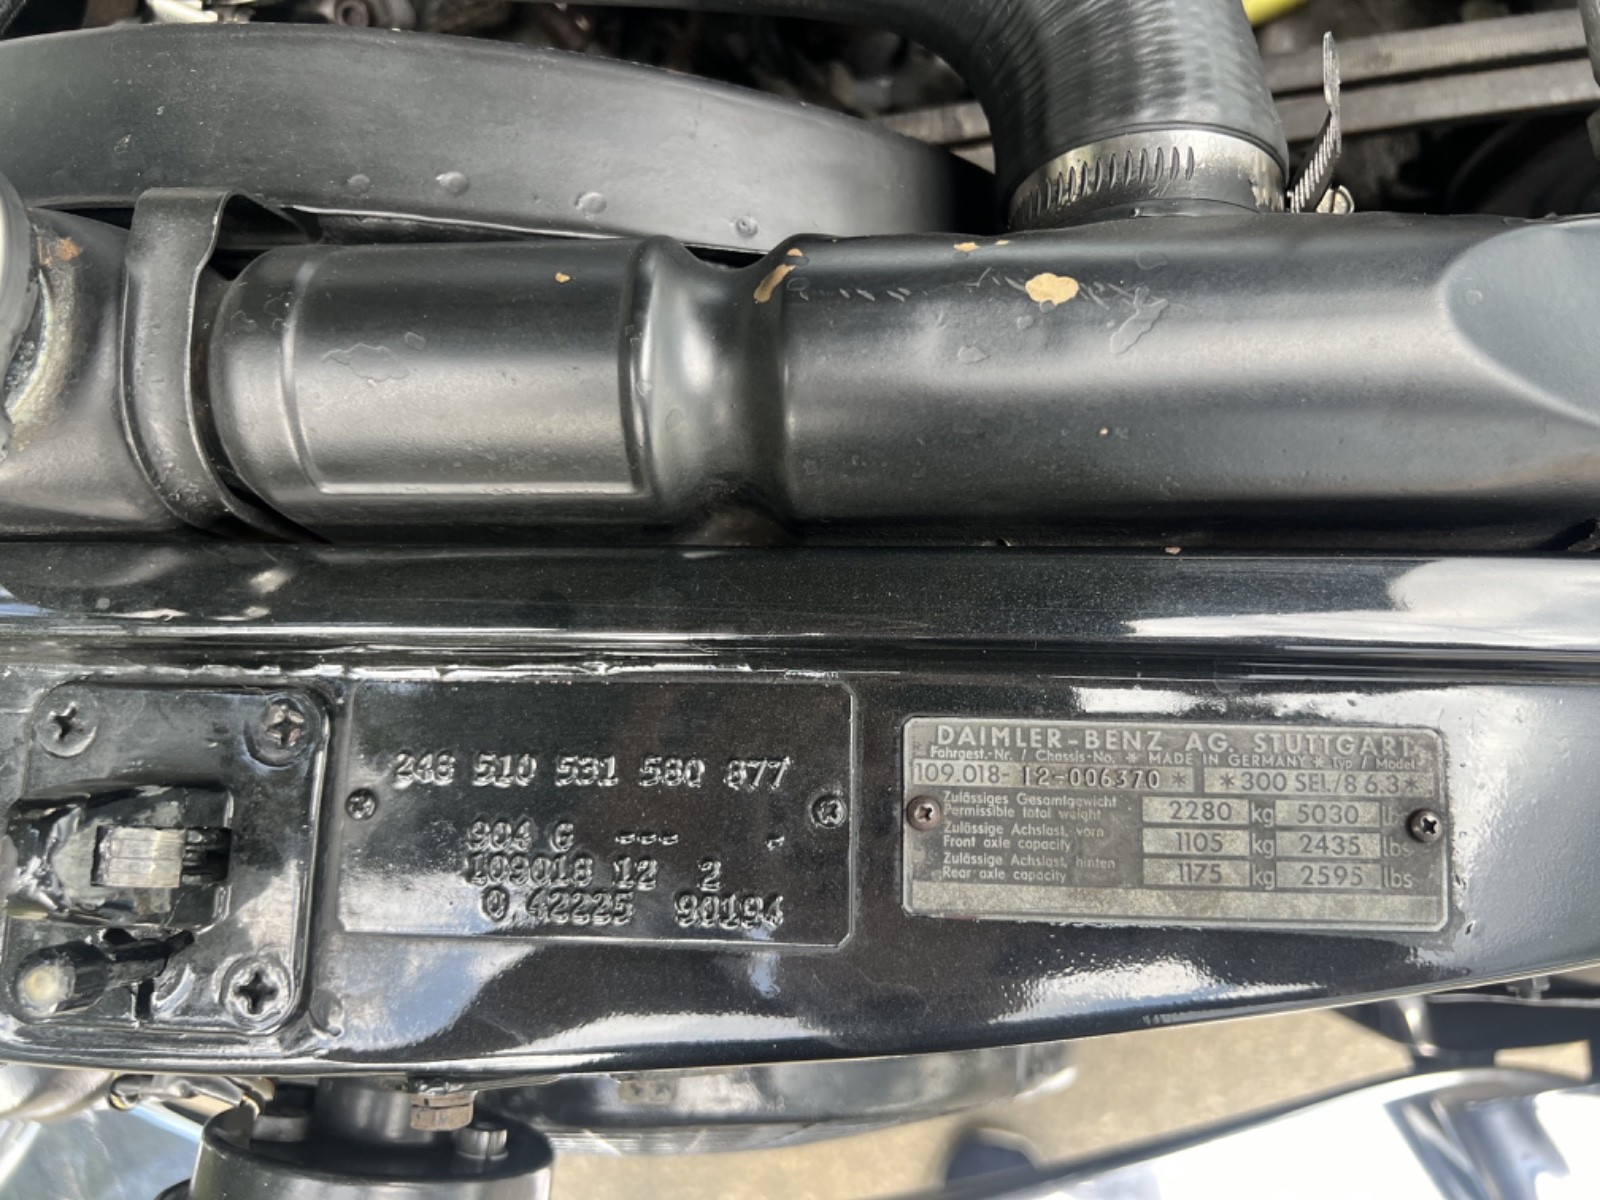 248 510 531 580 877
904 G --- -
109018 12 2
0 42225 90194
DAIMLER-BENZ AG. STUTTGART
Fahrgest.-Nr. / Chassis-No. * MADE IN GERMANY * Typ / Model
109.018- 12-006370 * *300 SEL/8 6.3*
Zulässiges Gesamtgewicht
Permissible total weight 2280 kg 5030 lbs
Zulässige Achslast, vorn
Front axle capacity 1105 kg 2435 lbs
Zulässige Achslast, hinten
Rear axle capacity 1175 kg 2595 lbs